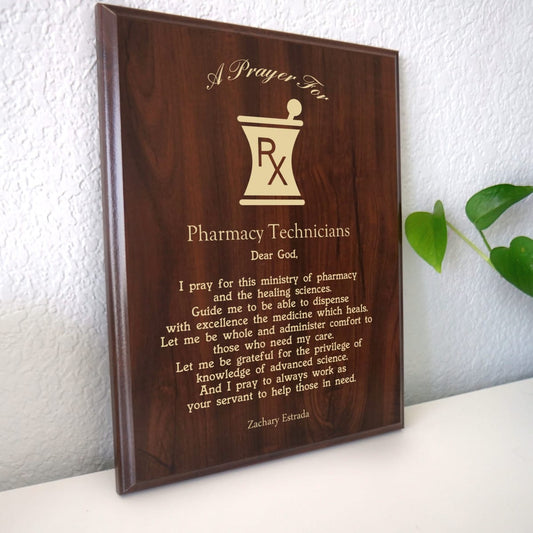 A Prayer For
RX
Pharmacy Technicians
Dear God,
I pray for this ministry of pharmacy
and the healing sciences.
Guide me to be able to dispense
with excellence the medicine which heals.
Let me be whole and administer comfort to
those who need my care.
Let me be grateful for the privilege of
knowledge of advanced science.
And I pray to always work as
your servant to help those in need.
Zachary Estrada